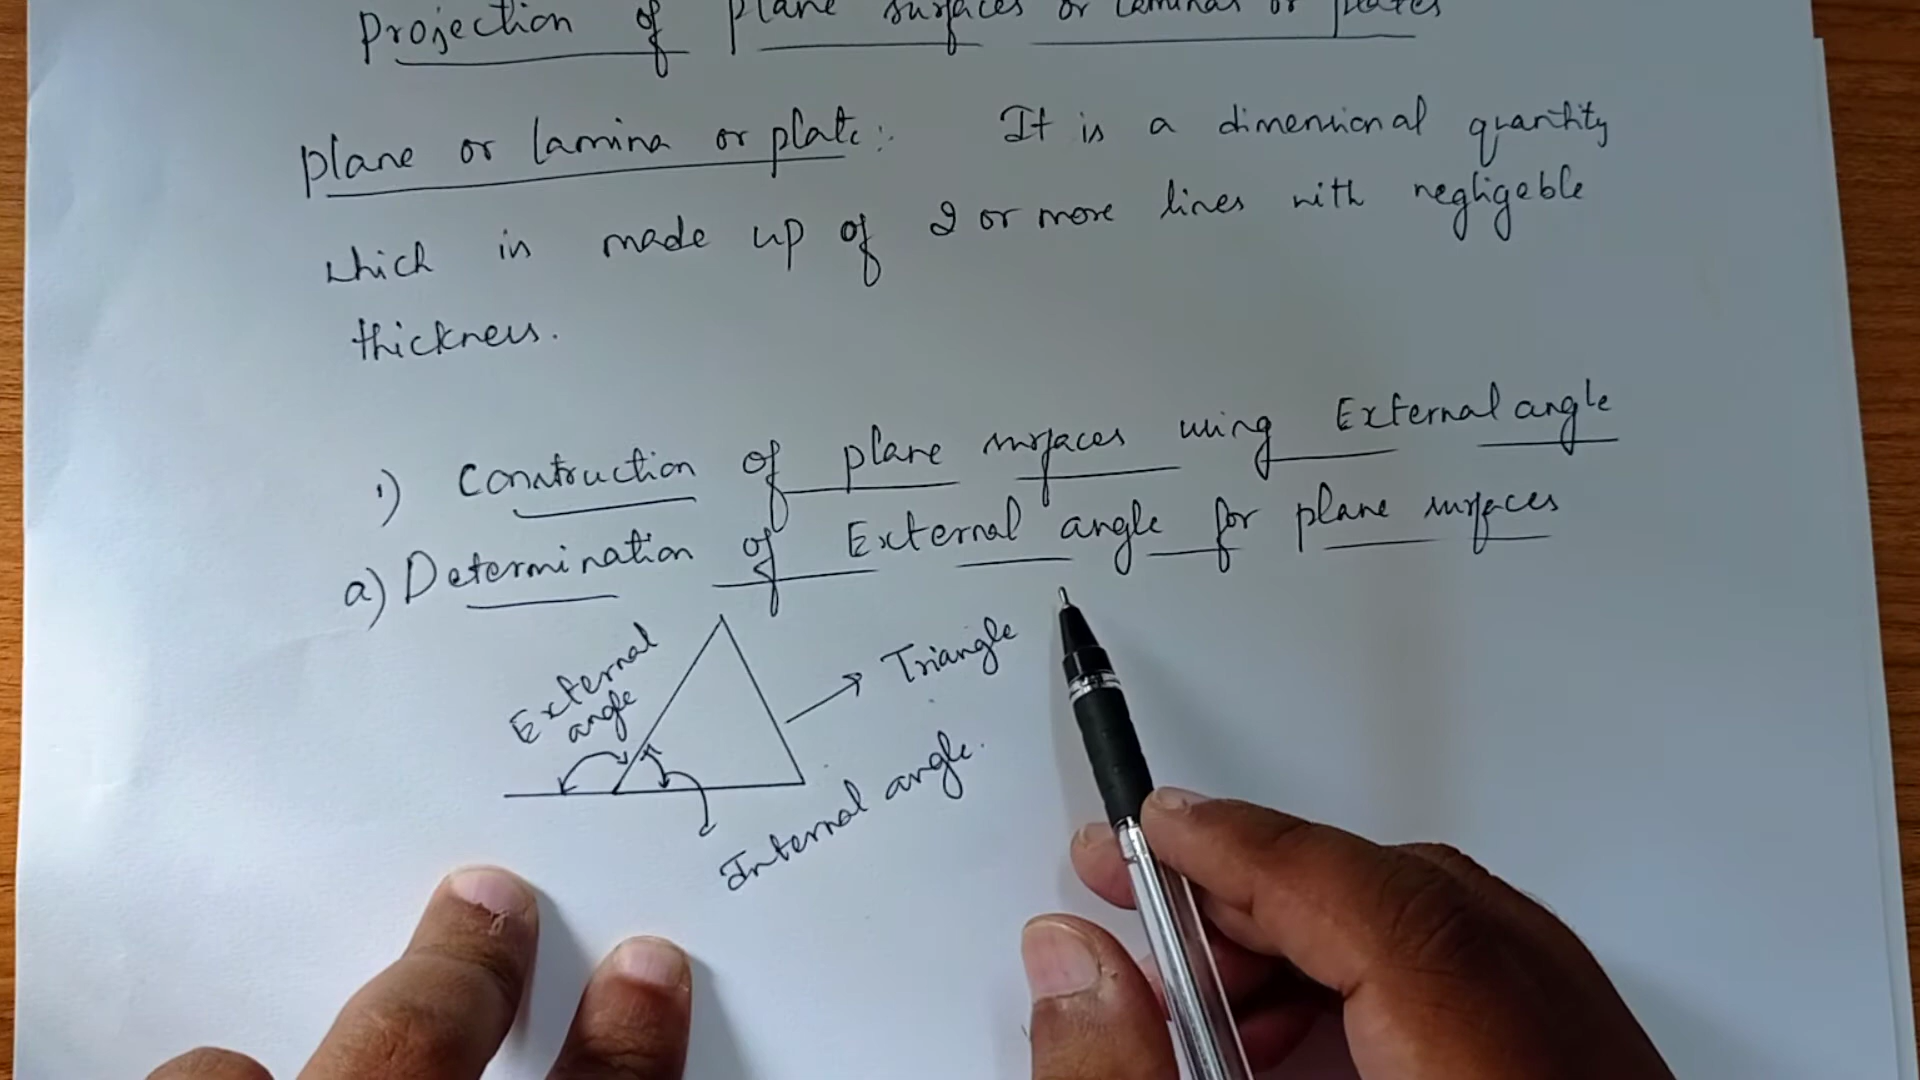 Projection of plane surfaces or laminas or plates
plane or lamina or plate:. It is a dimensional quantity
which is made up of 2 or more lines with negligeble
thickness.
1) Construction of plane surfaces using External angle
a) Determination of External angle for plane surfaces
External
angle
Triangle
Internal angle.